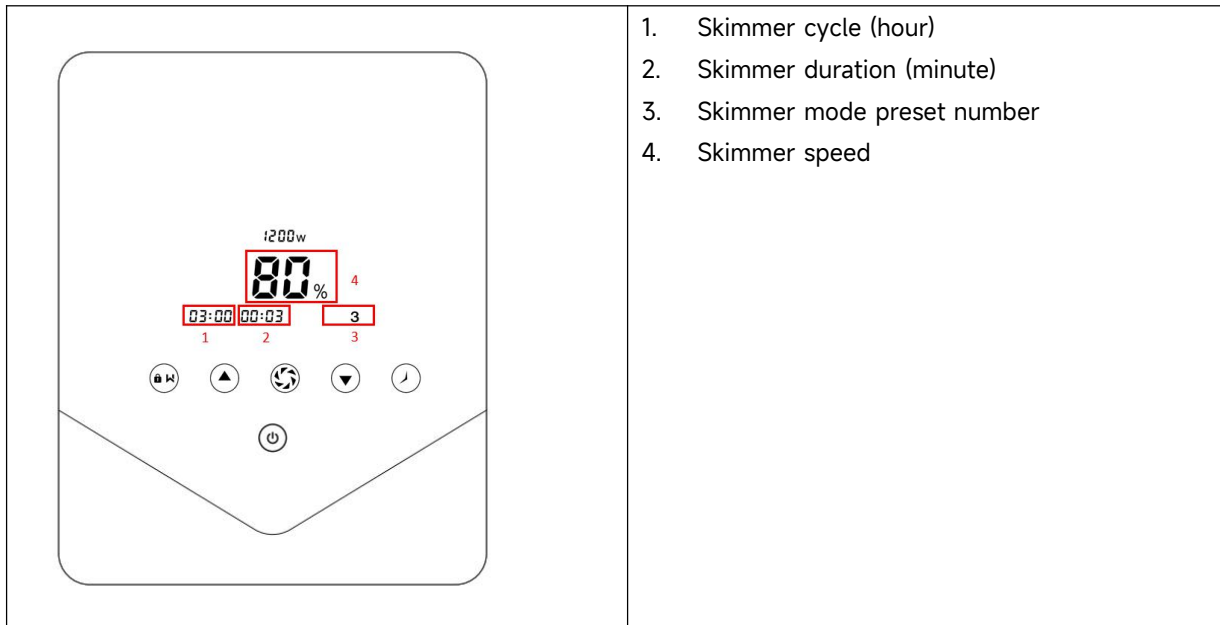 1200w
80% 4
03:00 00:03 3
1 2 3
1. Skimmer cycle (hour)
2. Skimmer duration (minute)
3. Skimmer mode preset number
4. Skimmer speed